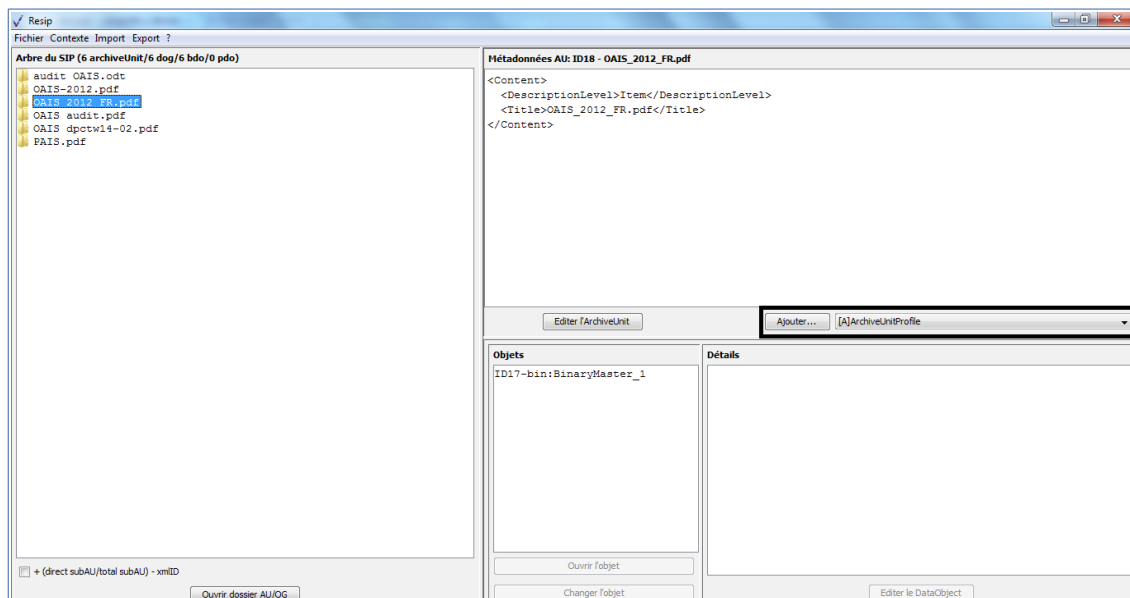 Resip
Fichier Contexte Import Export ?
Arbre du SIP (6 archiveUnit/6 dog/6 bdo/0 pdo)
audit OAIS.odt
OAIS-2012.pdf
OAIS_2012_FR.pdf
OAIS audit.pdf
OAIS dpctw14-02.pdf
PAIS.pdf
+ (direct subAU/total subAU) - xmlID
Ouvrir dossier AU/OG
Métadonnées AU: ID18 - OAIS_2012_FR.pdf
<Content>
  <DescriptionLevel>Item</DescriptionLevel>
  <Title>OAIS_2012_FR.pdf</Title>
</Content>
Editer l'ArchiveUnit
Ajouter... [A]ArchiveUnitProfile
Objets
ID17-bin:BinaryMaster_1
Ouvrir l'objet
Changer l'objet
Détails
Editer le DataObject